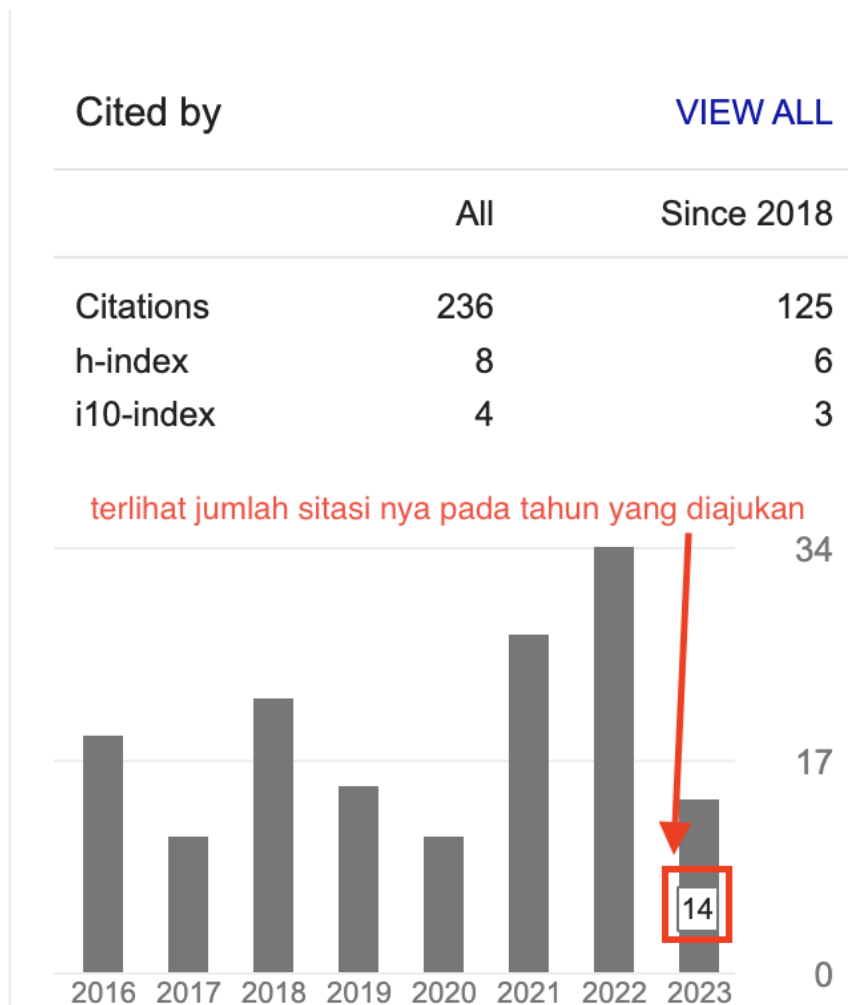 Cited by VIEW ALL
All Since 2018
Citations 236 125
h-index 8 6
i10-index 4 3
terlihat jumlah sitasi nya pada tahun yang diajukan
34
17
14
0
2016 2017 2018 2019 2020 2021 2022 2023